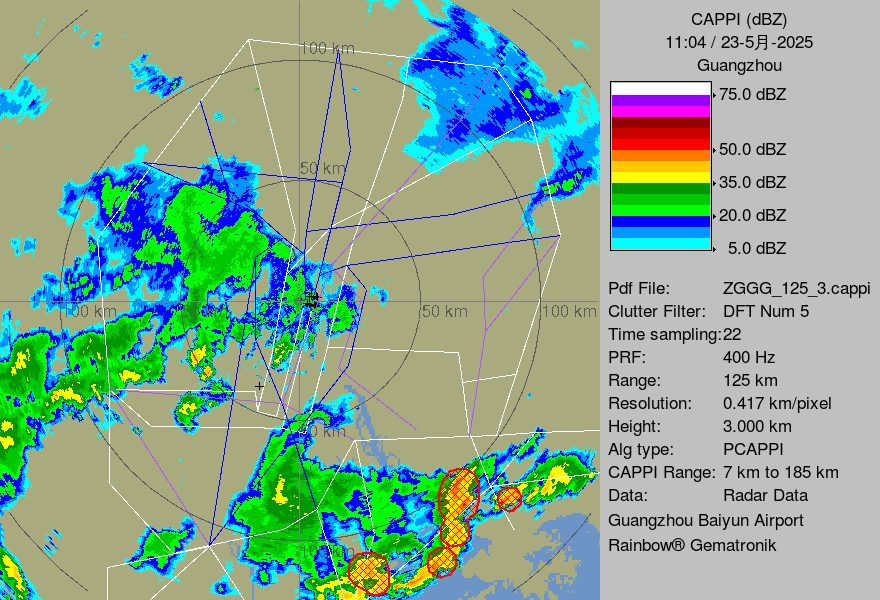 CAPPI (dBZ)
11:04 / 23-5月-2025
Guangzhou
75.0 dBZ
50.0 dBZ
35.0 dBZ
20.0 dBZ
5.0 dBZ
Pdf File: ZGGG_125_3.cappi
Clutter Filter: DFT Num 5
Time sampling:22
PRF: 400 Hz
Range: 125 km
Resolution: 0.417 km/pixel
Height: 3.000 km
Alg type: PCAPPI
CAPPI Range: 7 km to 185 km
Data: Radar Data
Guangzhou Baiyun Airport
Rainbow® Gematronik
100 km
50 km
100 km
50 km
100 km
100 km